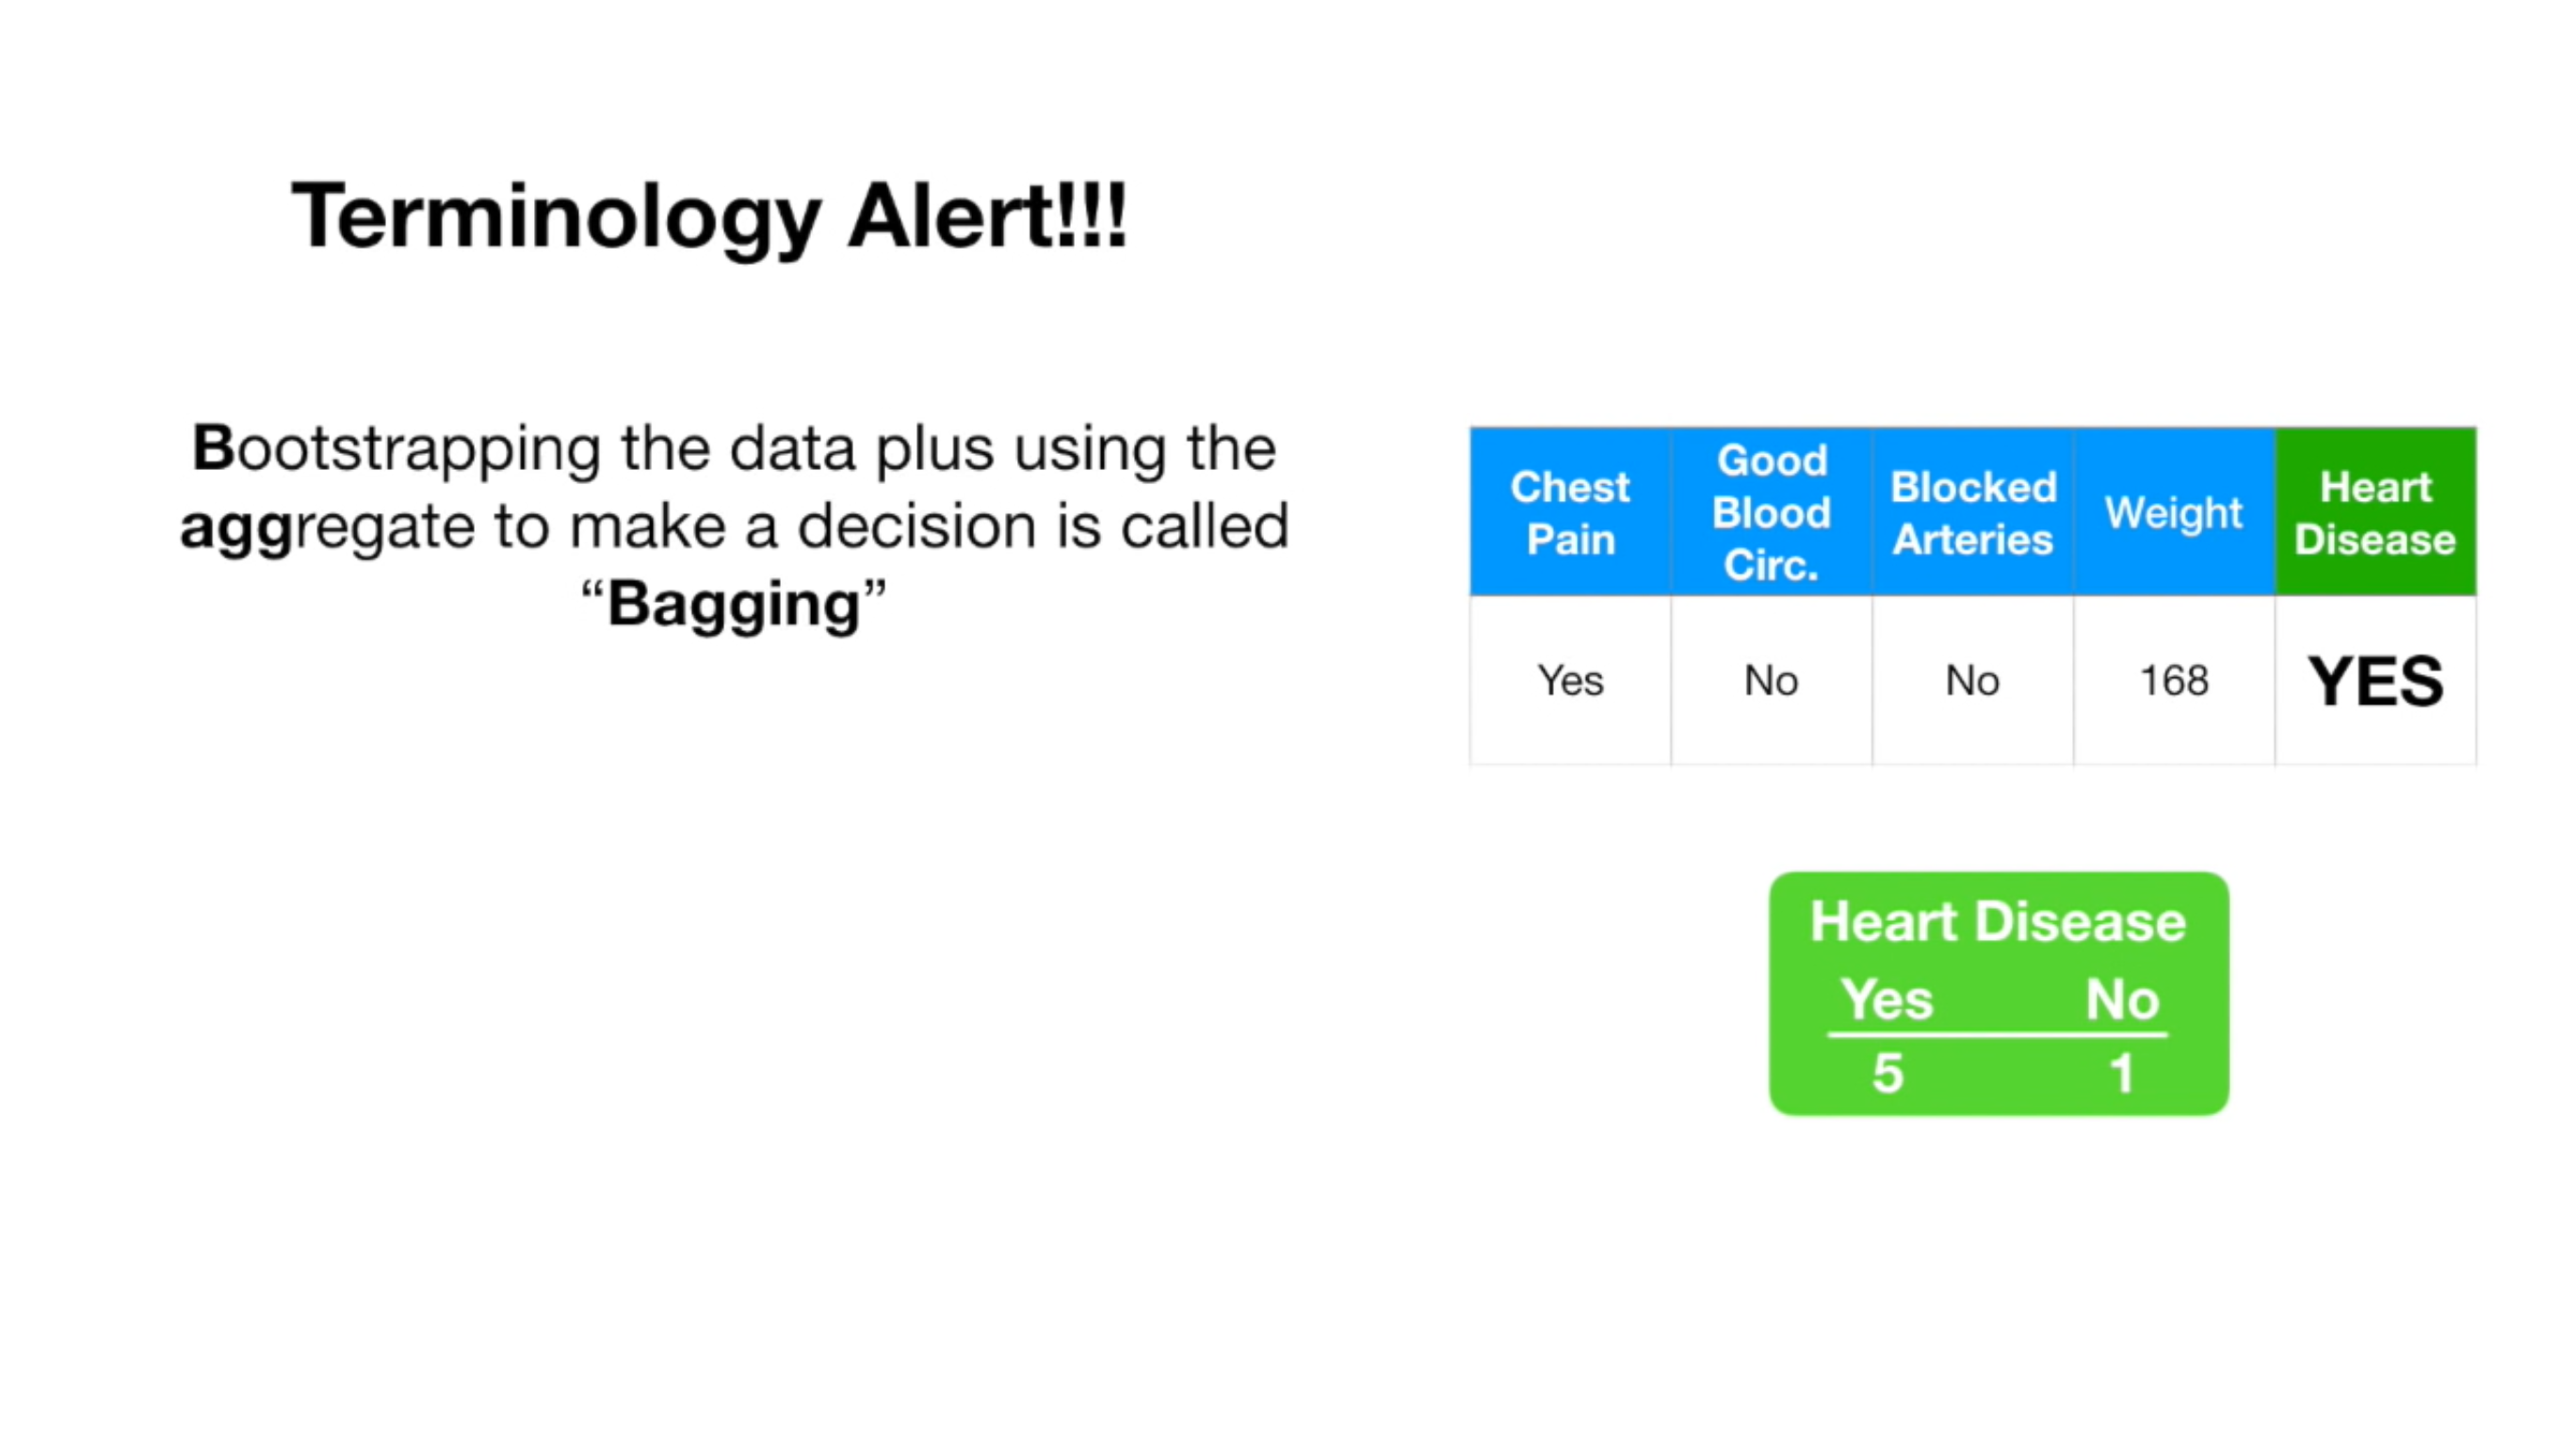 Terminology Alert!!!
Bootstrapping the data plus using the
aggregate to make a decision is called
“Bagging”
Chest Pain
Good Blood Circ.
Blocked Arteries
Weight
Heart Disease
Yes No No 168 YES
Heart Disease
Yes No
5 1